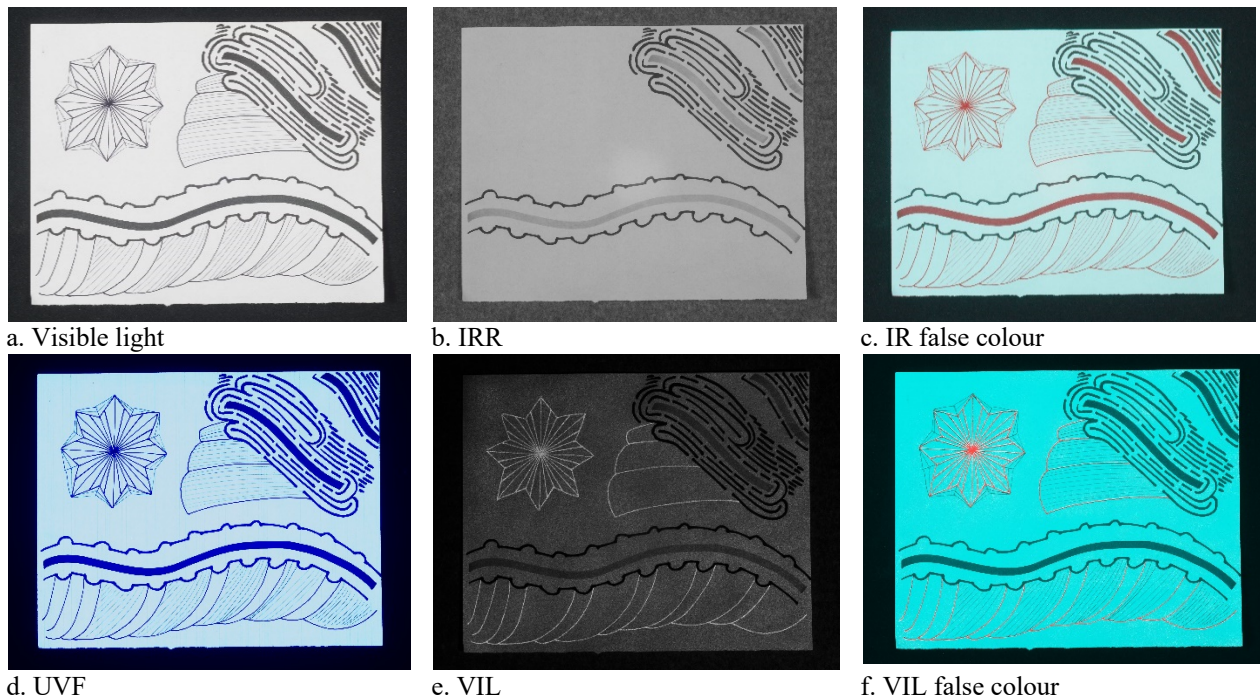 a. Visible light
b. IRR
c. IR false colour
d. UVF
e. VIL
f. VIL false colour